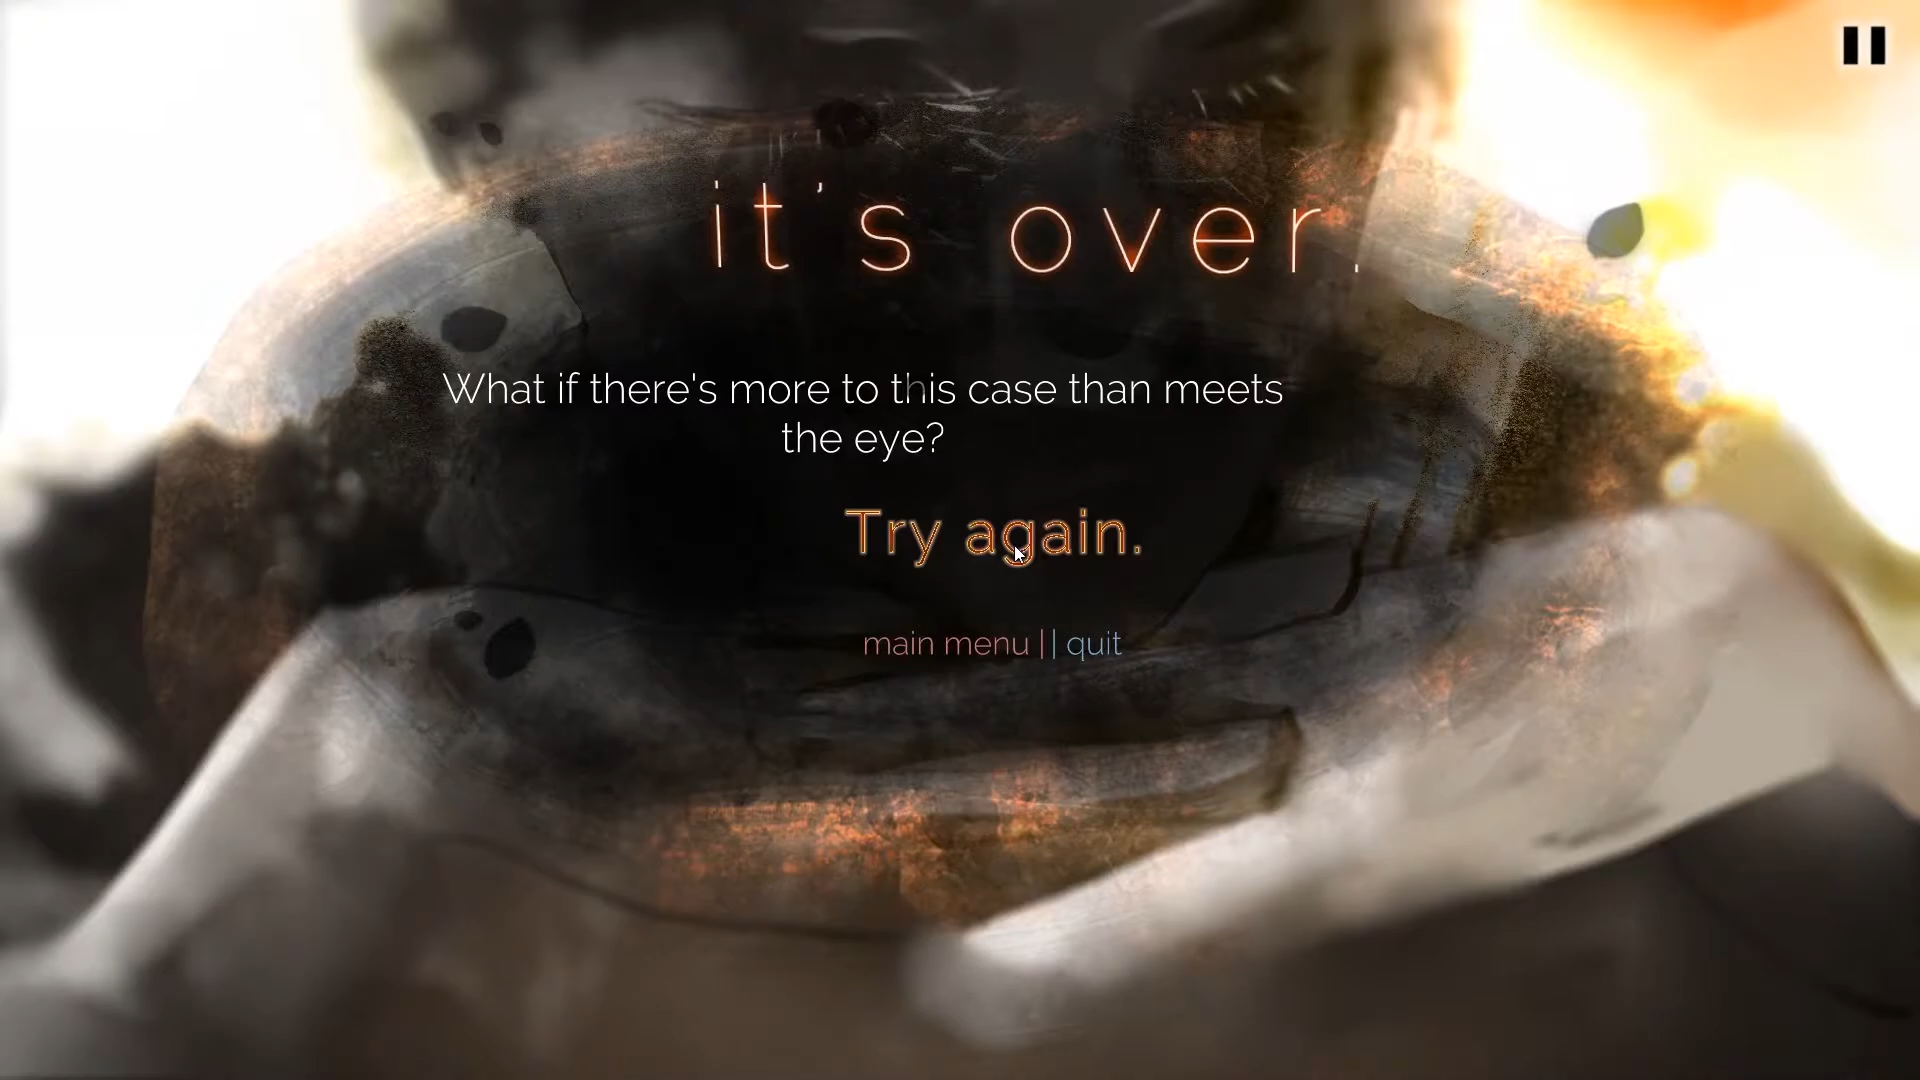 it's over.
What if there's more to this case than meets
the eye?
Try again.
main menu || quit